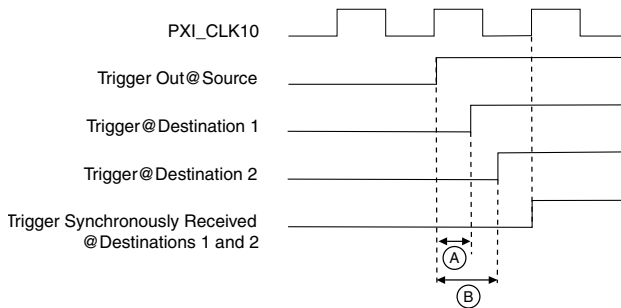 PXI_CLK10
Trigger Out@Source
Trigger@Destination 1
Trigger@Destination 2
Trigger Synchronously Received
@Destinations 1 and 2
A
B